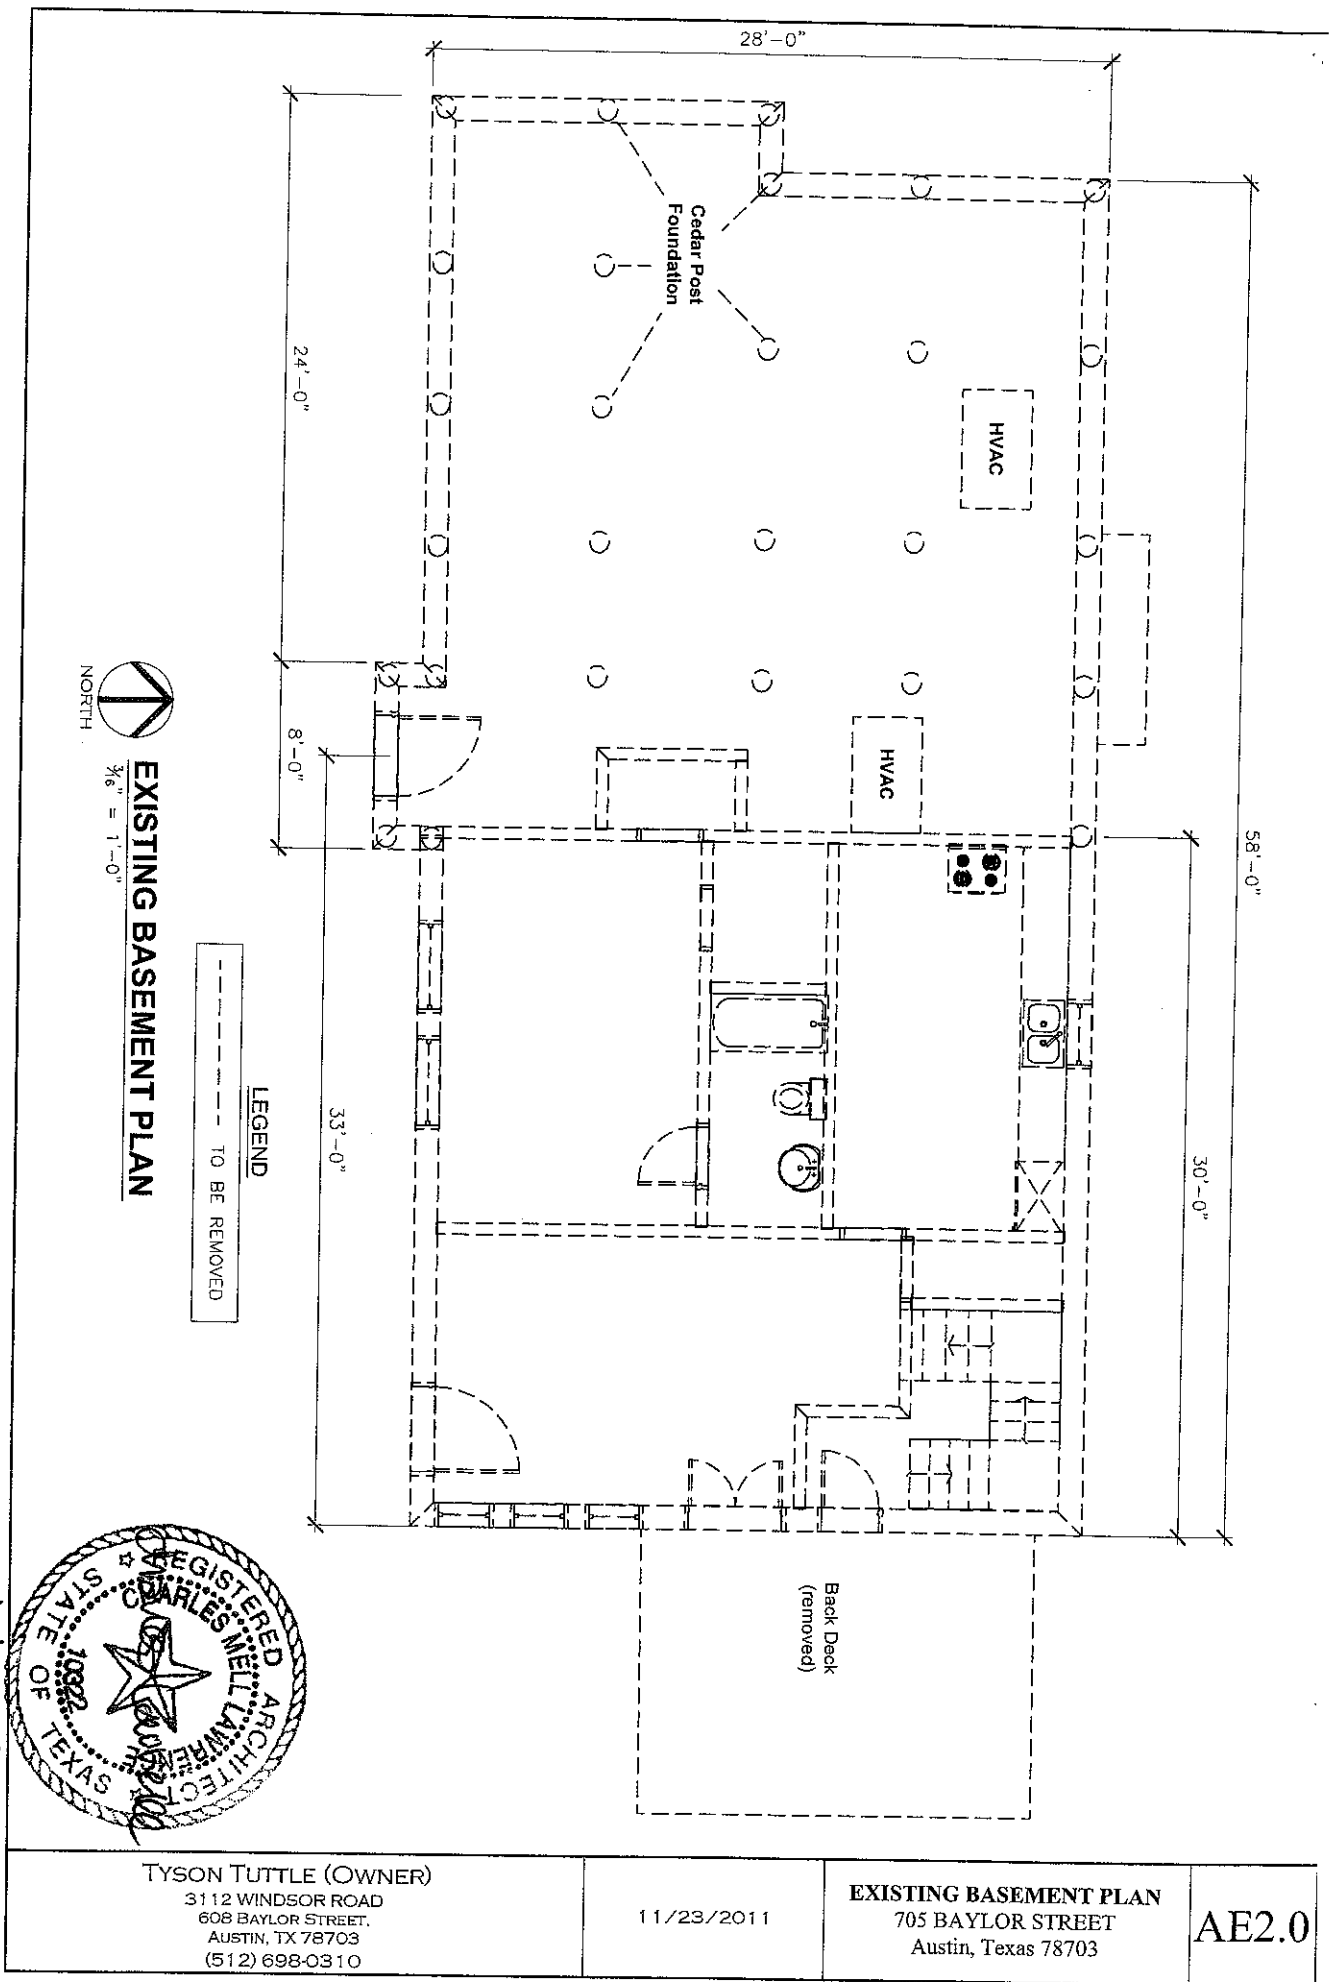 28'-0"
58'-0"
24'-0"
8'-0"
30'-0"
33'-0"
Cedar Post
Foundation
HVAC
HVAC
Back Deck
(removed)
NORTH
EXISTING BASEMENT PLAN
3/16" = 1'-0"
LEGEND
TO BE REMOVED
REGISTERED ARCHITECT
STATE OF TEXAS
CHARLES MELL LAWRENCE
10322
TYSON TUTTLE (OWNER)
3112 WINDSOR ROAD
608 BAYLOR STREET,
AUSTIN, TX 78703
(512) 698-0310
11/23/2011
EXISTING BASEMENT PLAN
705 BAYLOR STREET
Austin, Texas 78703
AE2.0